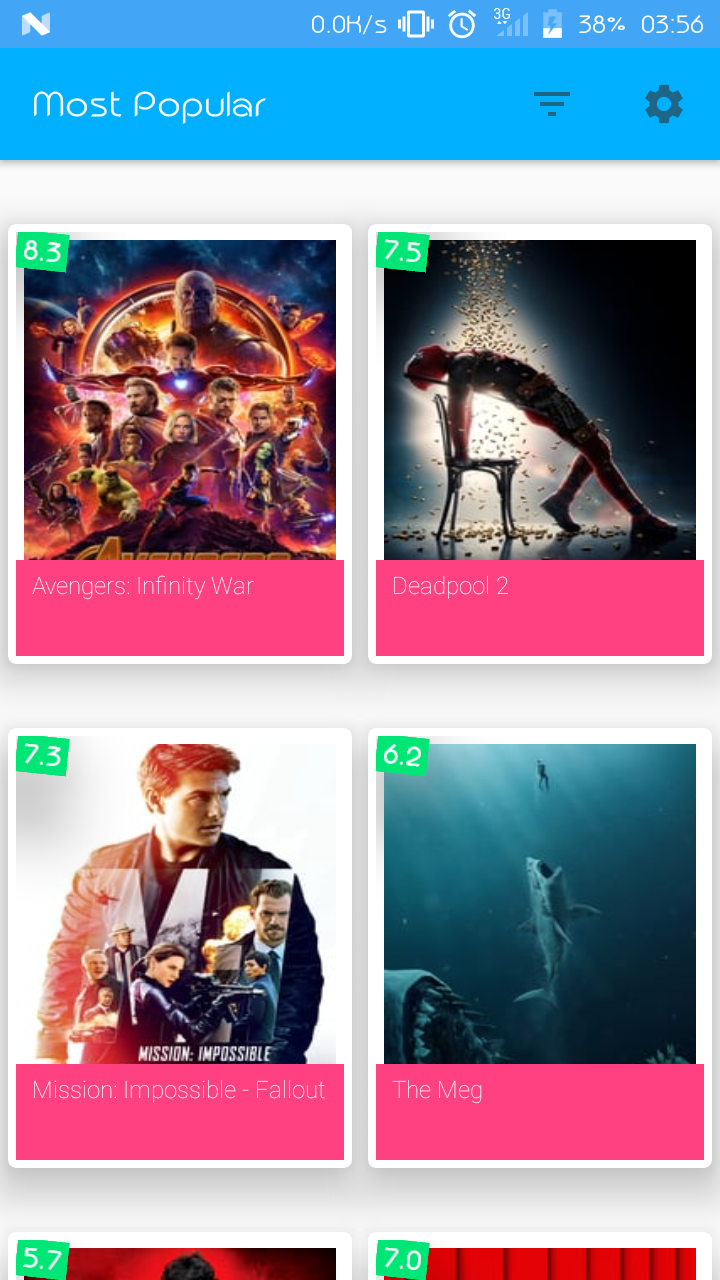 0.0K/s 3G 38% 03:56
Most Popular
8.3
7.5
AVENGERS
Avengers: Infinity War
Deadpool 2
7.3
6.2
MISSION: IMPOSSIBLE
Mission: Impossible - Fallout
The Meg
5.7
7.0